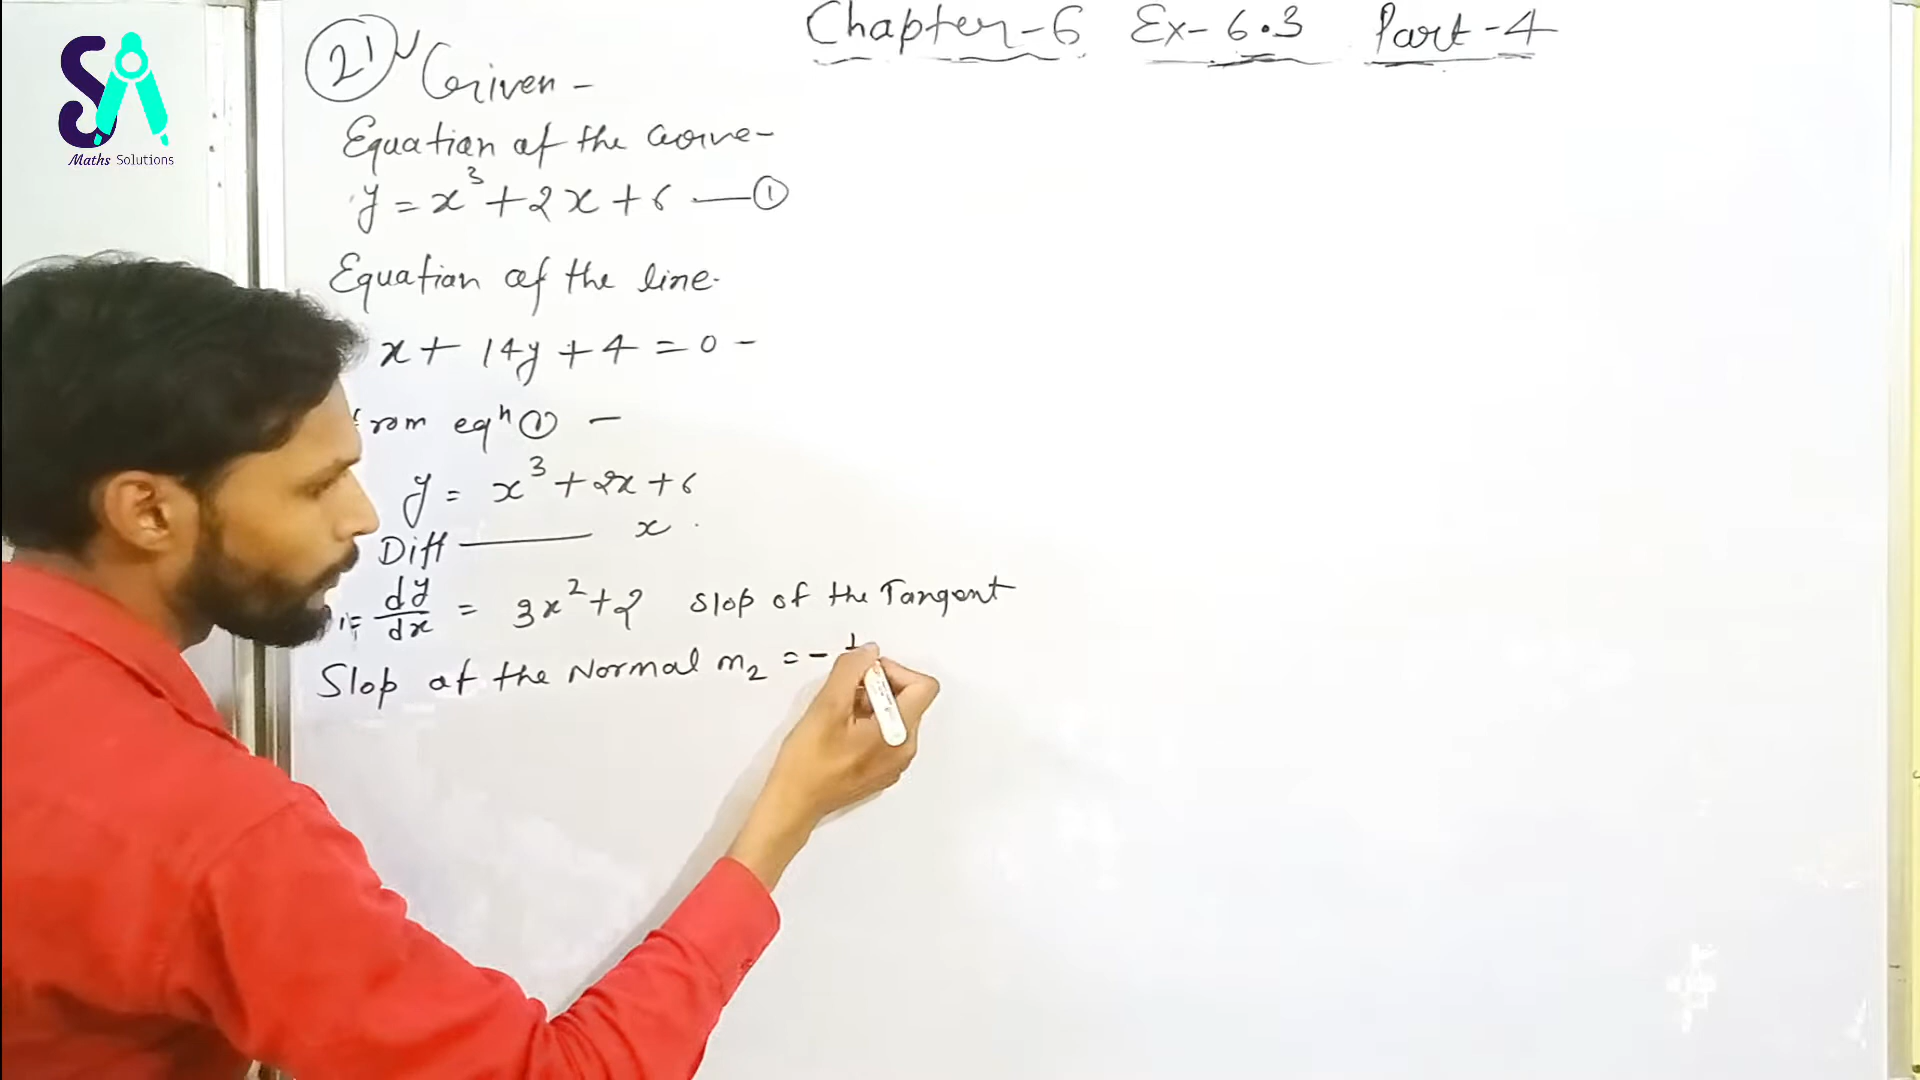 Chapter-6 Ex-6.3 Part-4
SA
Maths Solutions
21 Given -
Equation of the curve-
y = x³ + 2x + 6 —①
Equation of the line.
x + 14y + 4 = 0 -
from eqⁿ ① —
y = x³ + 2x + 6
Diff ——— x .
dy/dx = 3x² + 2 Slop of the Tangent
Slop of the Normal m₂ = - 1